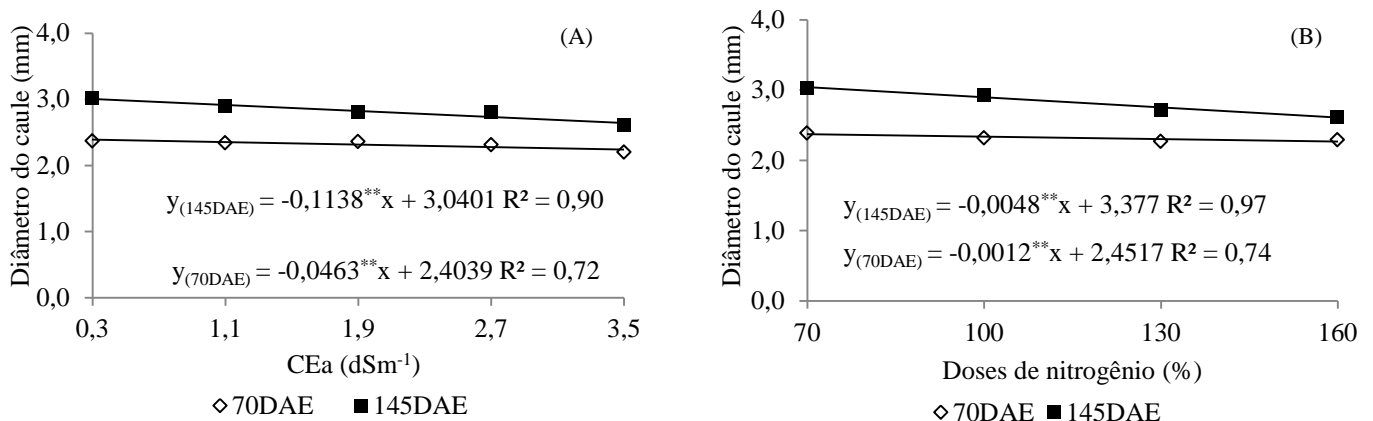 (A)
Diâmetro do caule (mm)
4,0
3,0
2,0
1,0
0,0
y(145DAE) = -0,1138**x + 3,0401 R² = 0,90
y(70DAE) = -0,0463**x + 2,4039 R² = 0,72
0,3 1,1 1,9 2,7 3,5
CEa (dSm-1)
70DAE 145DAE
(B)
Diâmetro do caule (mm)
4,0
3,0
2,0
1,0
0,0
y(145DAE) = -0,0048**x + 3,377 R² = 0,97
y(70DAE) = -0,0012**x + 2,4517 R² = 0,74
70 100 130 160
Doses de nitrogênio (%)
70DAE 145DAE